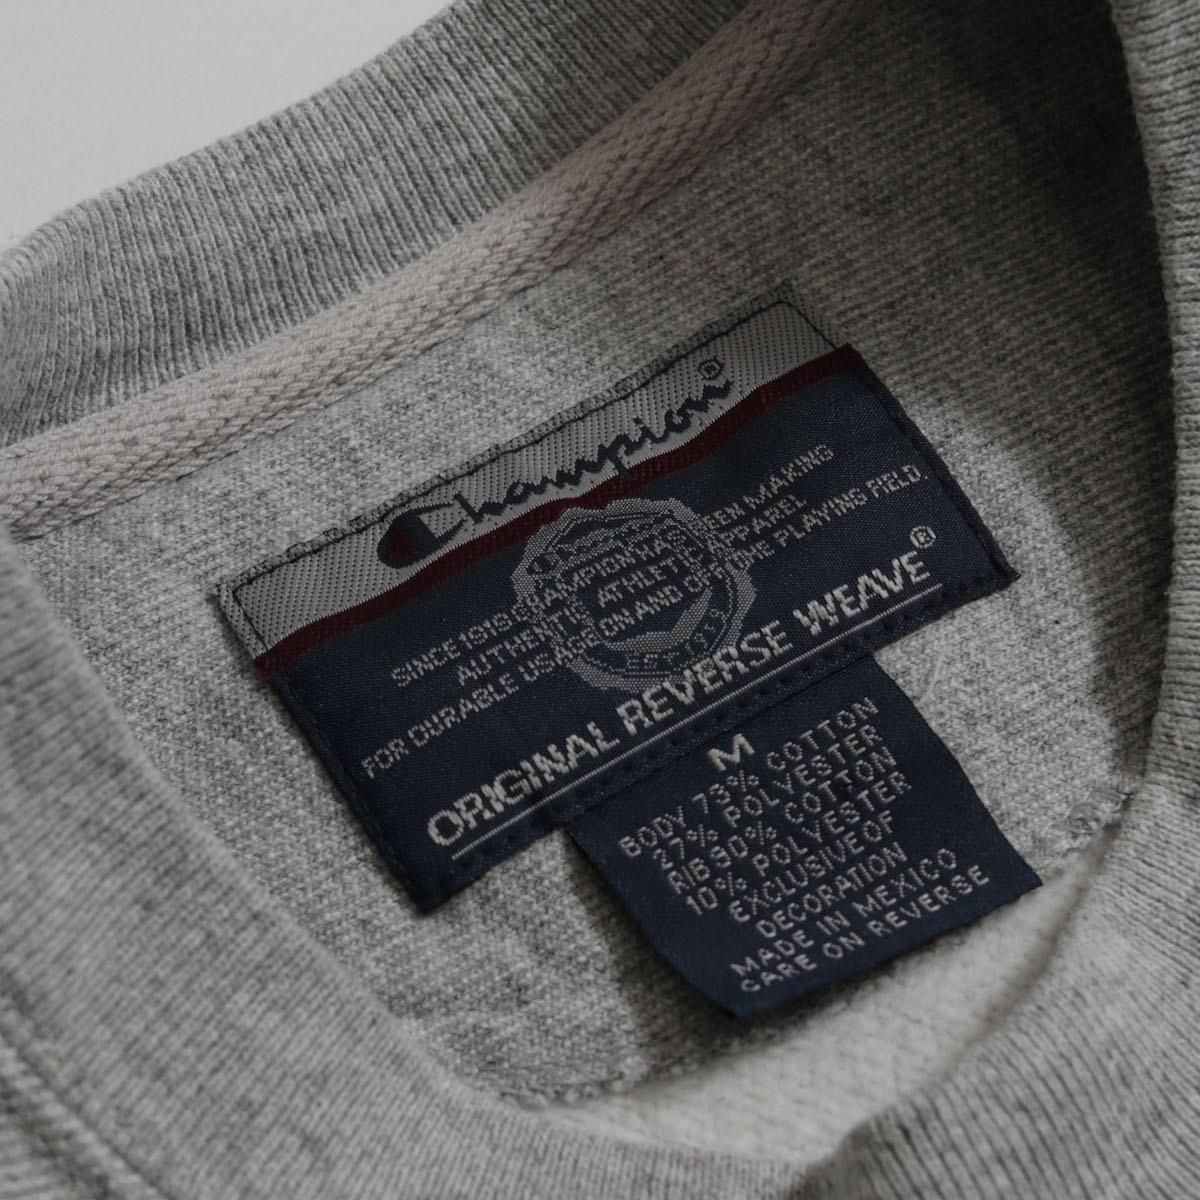 Champion®
SINCE 1919 CHAMPION HAS BEEN MAKING
AUTHENTIC ATHLETIC APPAREL
FOR DURABLE USAGE ON AND OFF THE PLAYING FIELD
ORIGINAL REVERSE WEAVE®
M
BODY 73% COTTON
27% POLYESTER
RIB 90% COTTON
10% POLYESTER
EXCLUSIVE OF
DECORATION
MADE IN MEXICO
CARE ON REVERSE